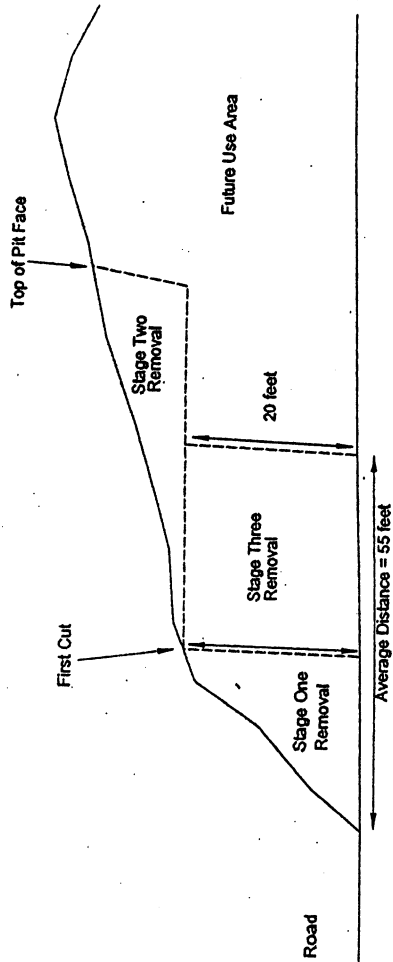 Top of Pit Face
First Cut
Stage Two
Removal
Future Use Area
Stage Three
Removal
20 feet
Stage One
Removal
Road
Average Distance = 55 feet